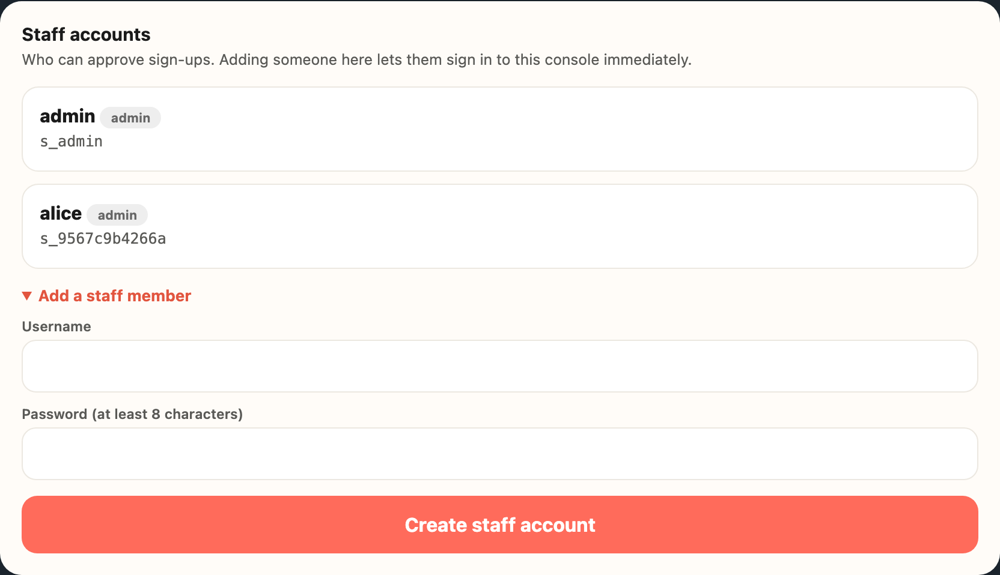 Staff accounts
Who can approve sign-ups. Adding someone here lets them sign in to this console immediately.
admin admin
s_admin
alice admin
s_9567c9b4266a
▼ Add a staff member
Username
Password (at least 8 characters)
Create staff account